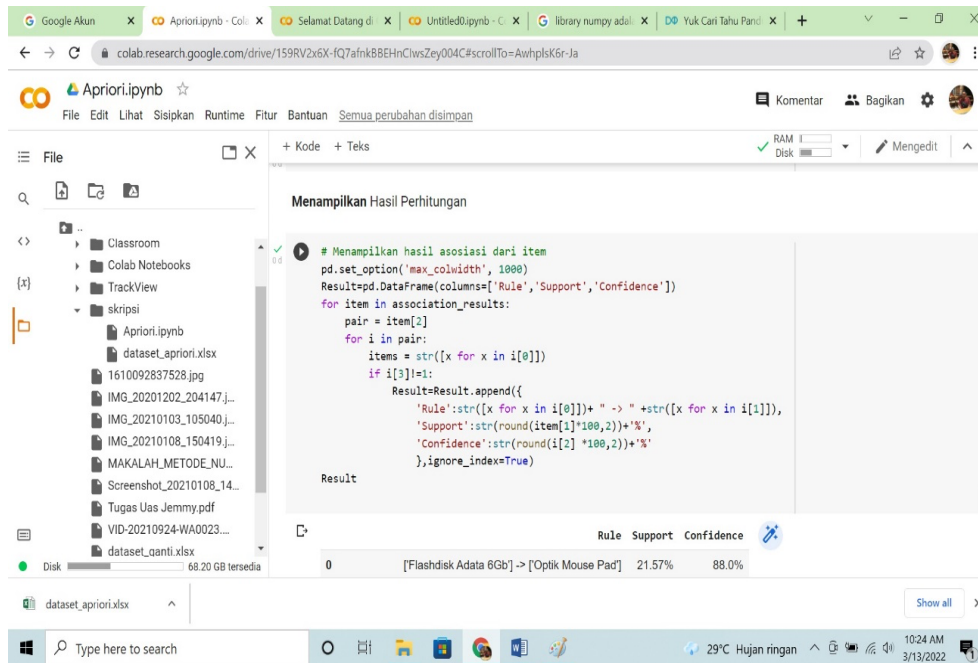 Google Akun
Apriori.ipynb - Cola
Selamat Datang di
Untitled0.ipynb - C
library numpy adal
Yuk Cari Tahu Pand
colab.research.google.com/drive/159RV2x6X-fQ7afnkBBEHnClwsZey004C#scrollTo=AwhplsK6r-Ja
CO
Apriori.ipynb
File Edit Lihat Sisipkan Runtime Fitur Bantuan Semua perubahan disimpan
Komentar
Bagikan
File
+ Kode + Teks
RAM
Disk
Mengedit
..
Classroom
Colab Notebooks
TrackView
skripsi
Apriori.ipynb
dataset_apriori.xlsx
1610092837528.jpg
IMG_20201202_204147.j...
IMG_20210103_105040.j...
IMG_20210108_150419.j...
MAKALAH_METODE_NU...
Screenshot_20210108_14...
Tugas Uas Jemmy.pdf
VID-20210924-WA0023....
dataset_ganti.xlsx
Disk 68.20 GB tersedia
{x}
Menampilkan Hasil Perhitungan
0 d
# Menampilkan hasil asosiasi dari item
pd.set_option('max_colwidth', 1000)
Result=pd.DataFrame(columns=['Rule','Support','Confidence'])
for item in association_results:
pair = item[2]
for i in pair:
items = str([x for x in i[0]])
if i[3]!=1:
Result=Result.append({
'Rule':str([x for x in i[0]])+ " -> " +str([x for x in i[1]]),
'Support':str(round(item[1]*100,2))+'%',
'Confidence':str(round(i[2] *100,2))+'%'
},ignore_index=True)
Result
Rule Support Confidence
0 ['Flashdisk Adata 6Gb'] -> ['Optik Mouse Pad'] 21.57% 88.0%
dataset_apriori.xlsx
Show all
Type here to search
29°C Hujan ringan
10:24 AM
3/13/2022